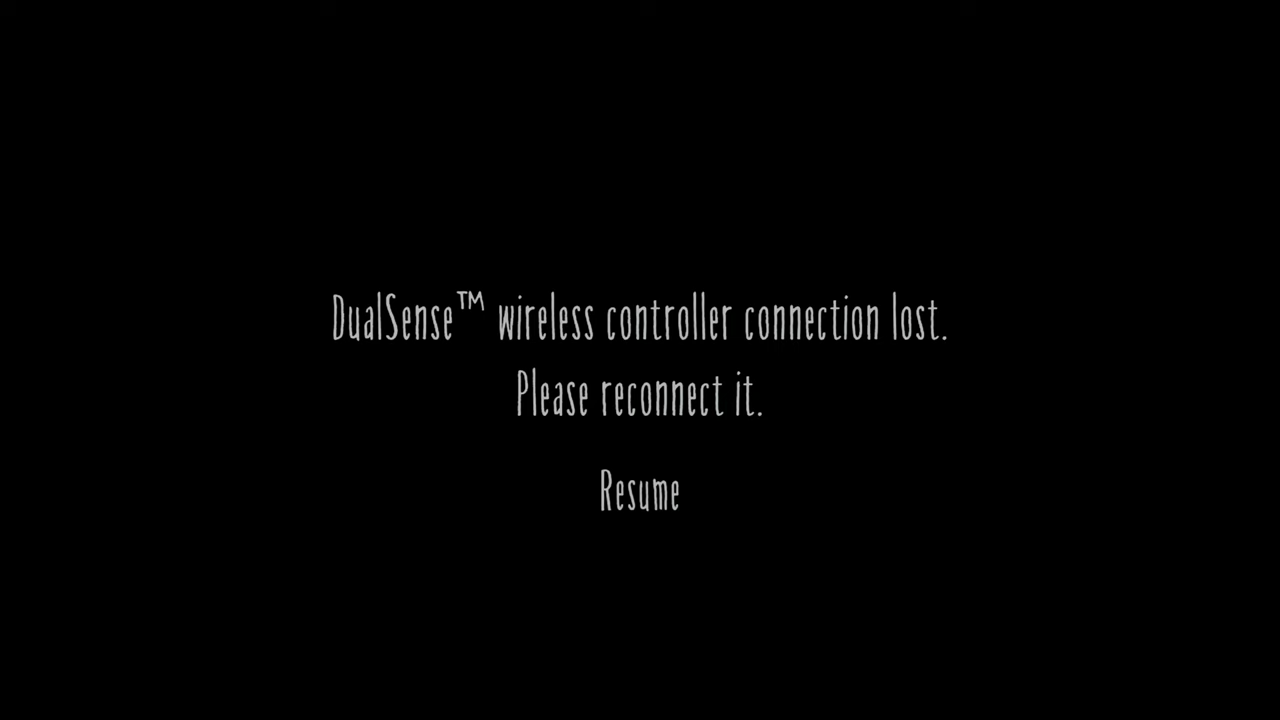 DualSense™ wireless controller connection lost.
Please reconnect it.
Resume